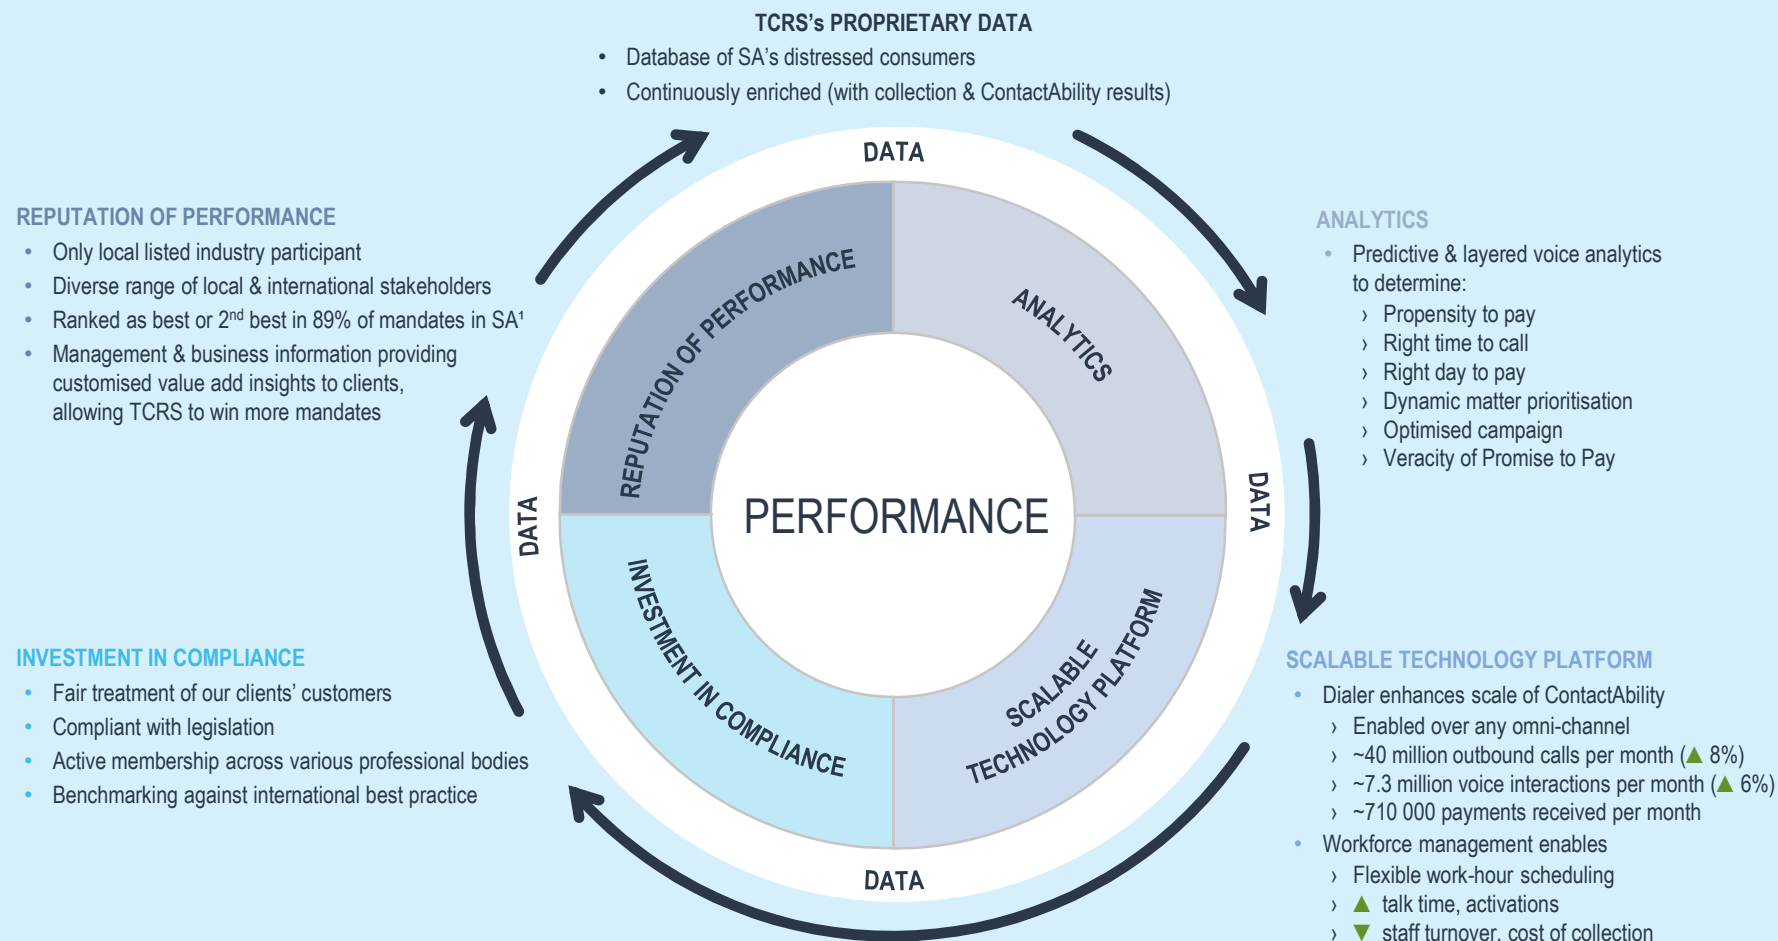 TCRS's PROPRIETARY DATA
• Database of SA's distressed consumers
• Continuously enriched (with collection & ContactAbility results)
DATA
REPUTATION OF PERFORMANCE
• Only local listed industry participant
• Diverse range of local & international stakeholders
• Ranked as best or 2nd best in 89% of mandates in SA¹
• Management & business information providing
customised value add insights to clients,
allowing TCRS to win more mandates
ANALYTICS
• Predictive & layered voice analytics
to determine:
› Propensity to pay
› Right time to call
› Right day to pay
› Dynamic matter prioritisation
› Optimised campaign
› Veracity of Promise to Pay
REPUTATION OF PERFORMANCE
ANALYTICS
DATA
PERFORMANCE
DATA
INVESTMENT IN COMPLIANCE
SCALABLE
TECHNOLOGY PLATFORM
INVESTMENT IN COMPLIANCE
• Fair treatment of our clients' customers
• Compliant with legislation
• Active membership across various professional bodies
• Benchmarking against international best practice
SCALABLE TECHNOLOGY PLATFORM
• Dialer enhances scale of ContactAbility
› Enabled over any omni-channel
› ~40 million outbound calls per month (▲ 8%)
› ~7.3 million voice interactions per month (▲ 6%)
› ~710 000 payments received per month
• Workforce management enables
› Flexible work-hour scheduling
› ▲ talk time, activations
› ▼ staff turnover, cost of collection
DATA